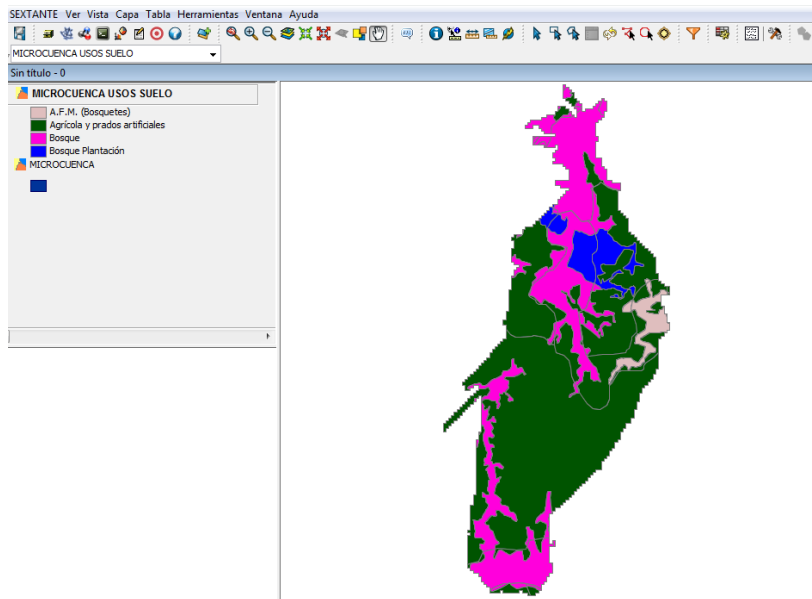 SEXTANTE Ver Vista Capa Tabla Herramientas Ventana Ayuda
MICROCUENCA USOS SUELO
Sin título - 0
MICROCUENCA USOS SUELO
A.F.M. (Bosquetes)
Agrícola y prados artificiales
Bosque
Bosque Plantación
MICROCUENCA